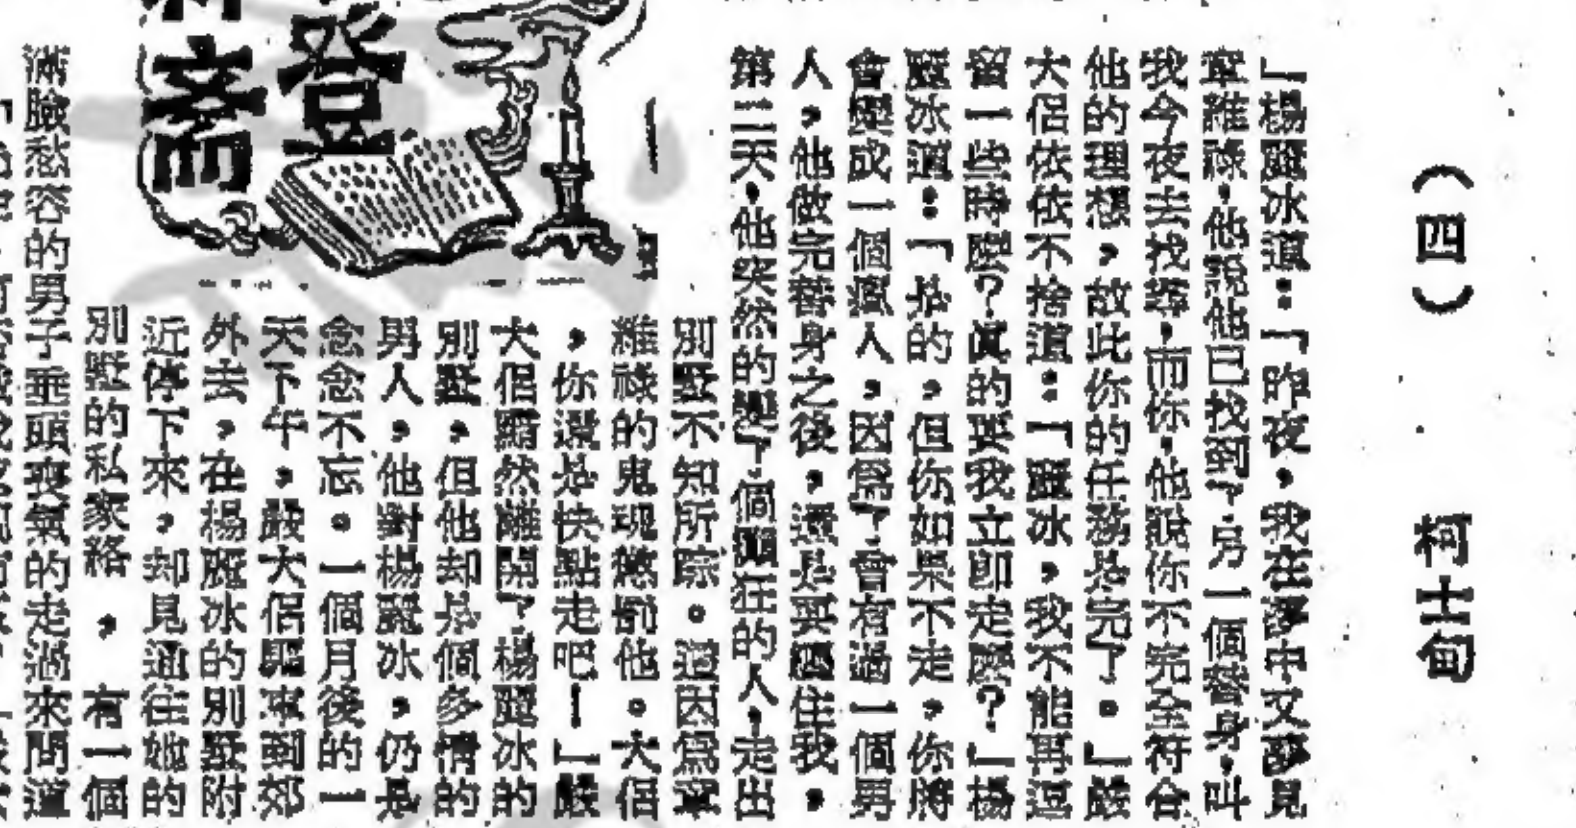 （四）　柯士甸
』楊麗冰道：「昨夜，我在夢中又夢見
寧維祿，他說他已找到了另一個替身，叫
我今夜去找尋，而你，他說你不完全符合
他的理想，故此你的任務是完了。」嚴
大侶依依不捨道：「麗冰，我不能再逗
留一些時麼？眞的要我立卽走麼？」楊
麗冰道：「是的，但你如果不走，你將
會變成一個瘋人，因爲了會有過一個男
人，他做完替身之後，還是要纏住我，
第二天，他突然的變了個癲狂的人，走出
別墅不知所踪。這因爲寧
維祿的鬼魂懲罰他。大侶
，你還是快點走吧！」嚴
大侶黯然離開了楊麗冰的
別墅，但他却是個多情的
男人，他對楊麗冰，仍是
念念不忘。一個月後的一
天下午，嚴大侶駕車到郊
外去，在楊麗冰的別墅附
近停下來，却見通往她的
別墅的私家路，有一個
滿臉愁容的男子垂頭喪氣的走過來問道
登
齋